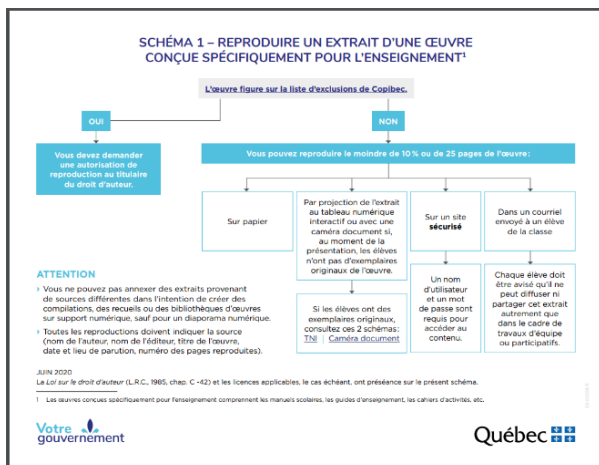 SCHÉMA 1 – REPRODUIRE UN EXTRAIT D'UNE ŒUVRE
CONÇUE SPÉCIFIQUEMENT POUR L'ENSEIGNEMENT¹
L'œuvre figure sur la liste d'exclusions de Copibec.
OUI
NON
Vous devez demander
une autorisation de
reproduction au titulaire
du droit d'auteur.
Vous pouvez reproduire le moindre de 10 % ou de 25 pages de l'œuvre :
Sur papier
Par projection de l'extrait
au tableau numérique
interactif ou avec une
caméra document si,
au moment de la
présentation, les élèves
n'ont pas d'exemplaires
originaux de l'œuvre.
Si les élèves ont des
exemplaires originaux,
consultez ces 2 schémas :
TNI | Caméra document
Sur un site
sécurisé
Un nom
d'utilisateur et un mot
de passe sont
requis pour
accéder au
contenu.
Dans un courriel
envoyé à un élève
de la classe
Chaque élève doit
être avisé qu'il ne
peut diffuser ni
partager cet extrait
autrement que
dans le cadre de
travaux d'équipe
ou participatifs.
ATTENTION
› Vous ne pouvez pas annexer des extraits provenant
de sources différentes dans l'intention de créer des
compilations, des recueils ou des bibliothèques d'œuvres
sur support numérique, sauf pour un diaporama numérique.
› Toutes les reproductions doivent indiquer la source
(nom de l'auteur, nom de l'éditeur, titre de l'œuvre,
date et lieu de parution, numéro des pages reproduites).
JUIN 2020
La Loi sur le droit d'auteur (L.R.C., 1985, chap. C -42) et les licences applicables, le cas échéant, ont préséance sur le présent schéma.
1 Les œuvres conçues spécifiquement pour l'enseignement comprennent les manuels scolaires, les guides d'enseignement, les cahiers d'activités, etc.
Votre
gouvernement
Québec